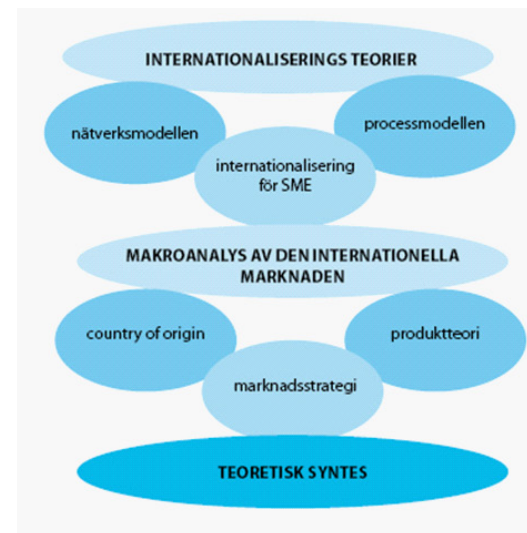 INTERNATIONALISERINGS TEORIER
nätverksmodellen
processmodellen
internationalisering
för SME
MAKROANALYS AV DEN INTERNATIONELLA
MARKNADEN
country of origin
produktteori
marknadsstrategi
TEORETISK SYNTES